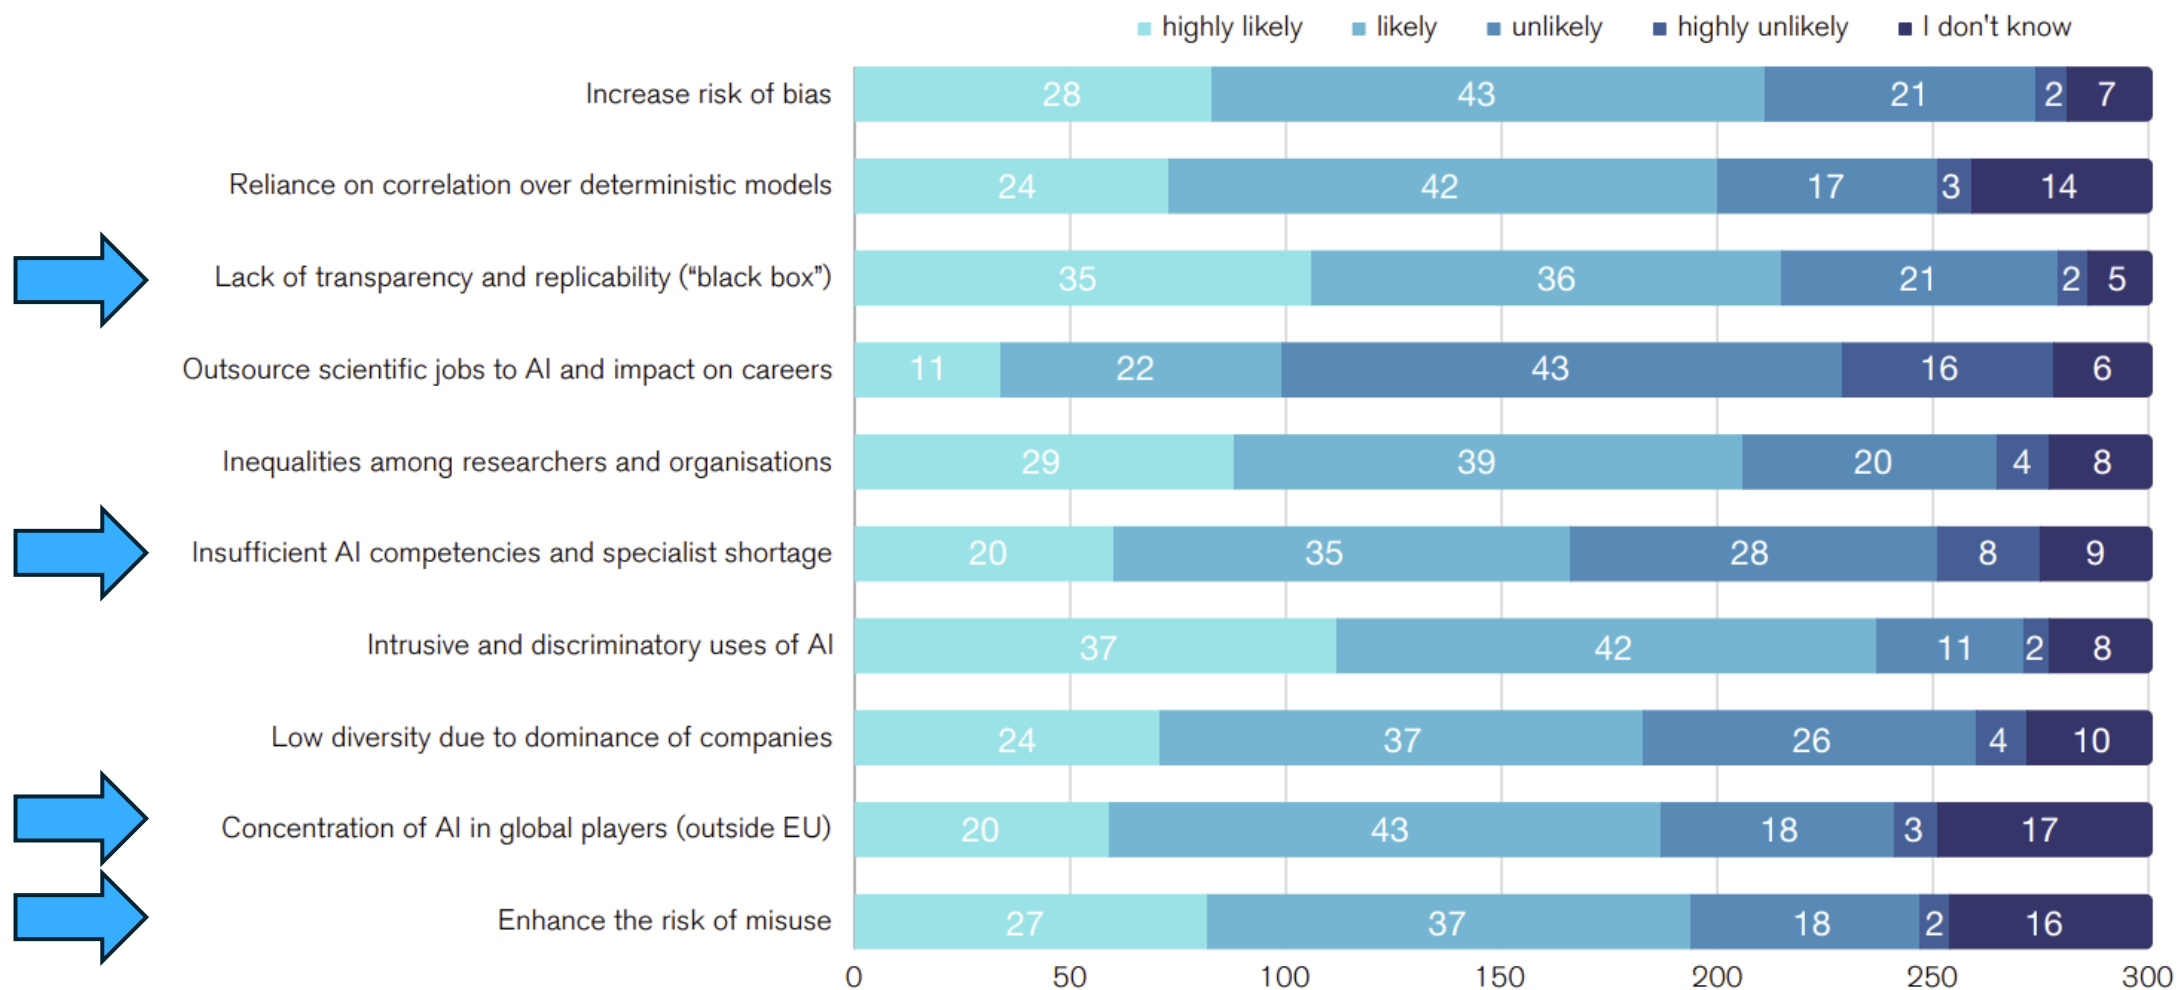 highly likely likely unlikely highly unlikely I don't know
Increase risk of bias 28 43 21 2 7
Reliance on correlation over deterministic models 24 42 17 3 14
Lack of transparency and replicability (“black box”) 35 36 21 2 5
Outsource scientific jobs to AI and impact on careers 11 22 43 16 6
Inequalities among researchers and organisations 29 39 20 4 8
Insufficient AI competencies and specialist shortage 20 35 28 8 9
Intrusive and discriminatory uses of AI 37 42 11 2 8
Low diversity due to dominance of companies 24 37 26 4 10
Concentration of AI in global players (outside EU) 20 43 18 3 17
Enhance the risk of misuse 27 37 18 2 16
0 50 100 150 200 250 300